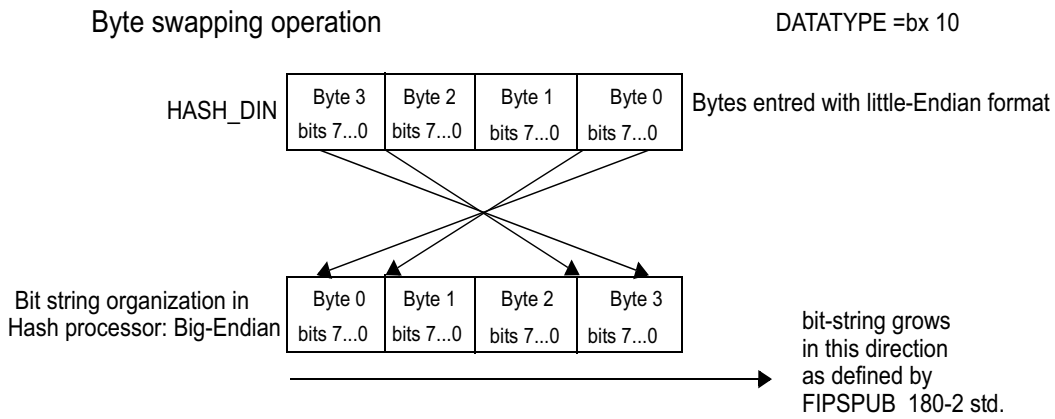 Byte swapping operation
DATATYPE =bx 10
HASH_DIN
Byte 3 Byte 2 Byte 1 Byte 0
bits 7...0 bits 7...0 bits 7...0 bits 7...0
Bytes entred with little-Endian format
Bit string organization in
Hash processor: Big-Endian
Byte 0 Byte 1 Byte 2 Byte 3
bits 7...0 bits 7...0 bits 7...0 bits 7...0
bit-string grows
in this direction
as defined by
FIPSPUB 180-2 std.